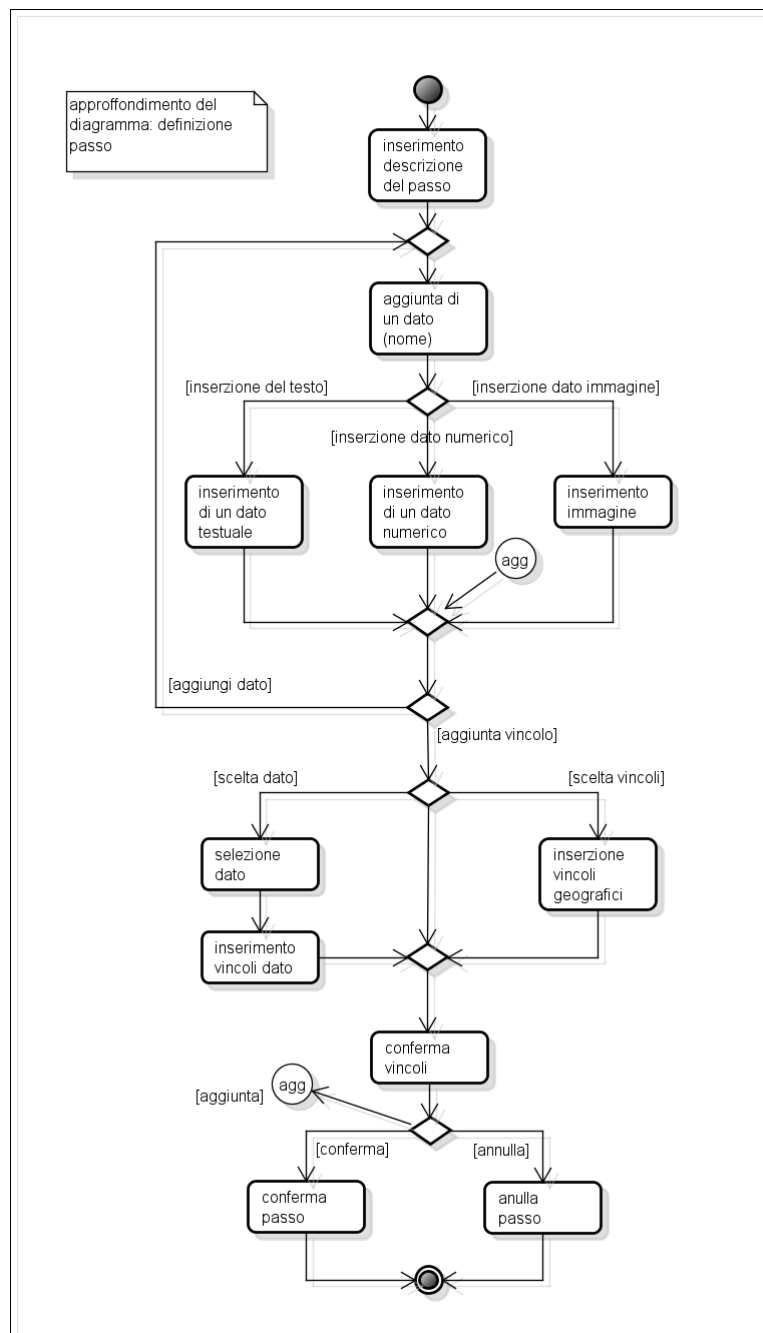 approffondimento del
diagramma: definizione
passo
inserimento
descrizione
del passo
aggiunta di
un dato
(nome)
[inserzione del testo]
[inserzione dato immagine]
[inserzione dato numerico]
inserimento
di un dato
testuale
inserimento
di un dato
numerico
inserimento
immagine
agg
[aggiungi dato]
[aggiunta vincolo]
[scelta dato]
[scelta vincoli]
selezione
dato
inserzione
vincoli
geografici
inserimento
vincoli dato
conferma
vincoli
agg
[aggiunta]
[conferma]
[annulla]
conferma
passo
anulla
passo